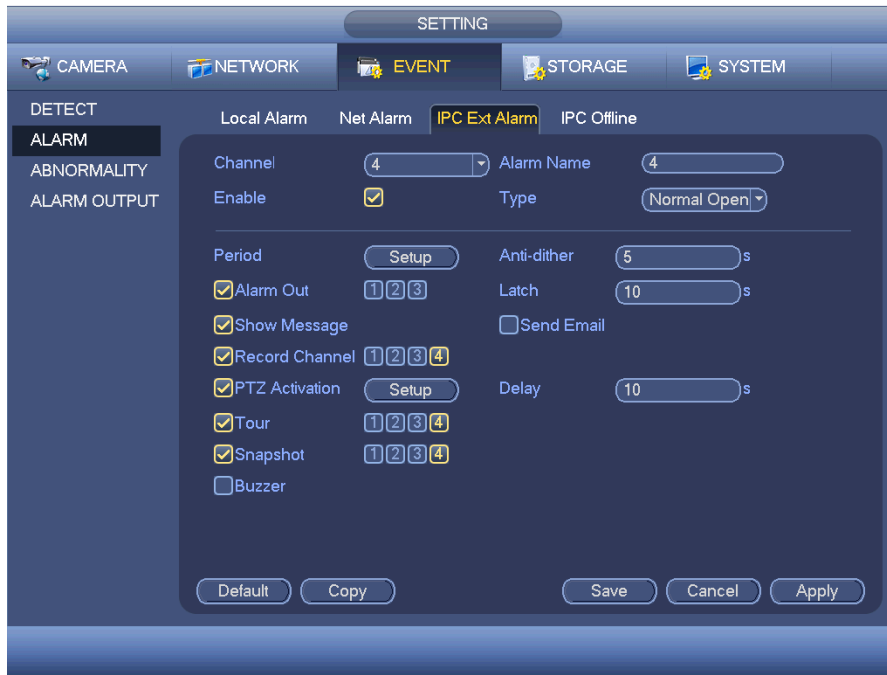 SETTING
CAMERA NETWORK EVENT STORAGE SYSTEM
DETECT
ALARM
ABNORMALITY
ALARM OUTPUT
Local Alarm Net Alarm IPC Ext Alarm IPC Offline
Channel 4 Alarm Name 4
Enable Type Normal Open
Period Setup Anti-dither 5 s
Alarm Out 1 2 3 Latch 10 s
Show Message Send Email
Record Channel 1 2 3 4
PTZ Activation Setup Delay 10 s
Tour 1 2 3 4
Snapshot 1 2 3 4
Buzzer
Default Copy Save Cancel Apply